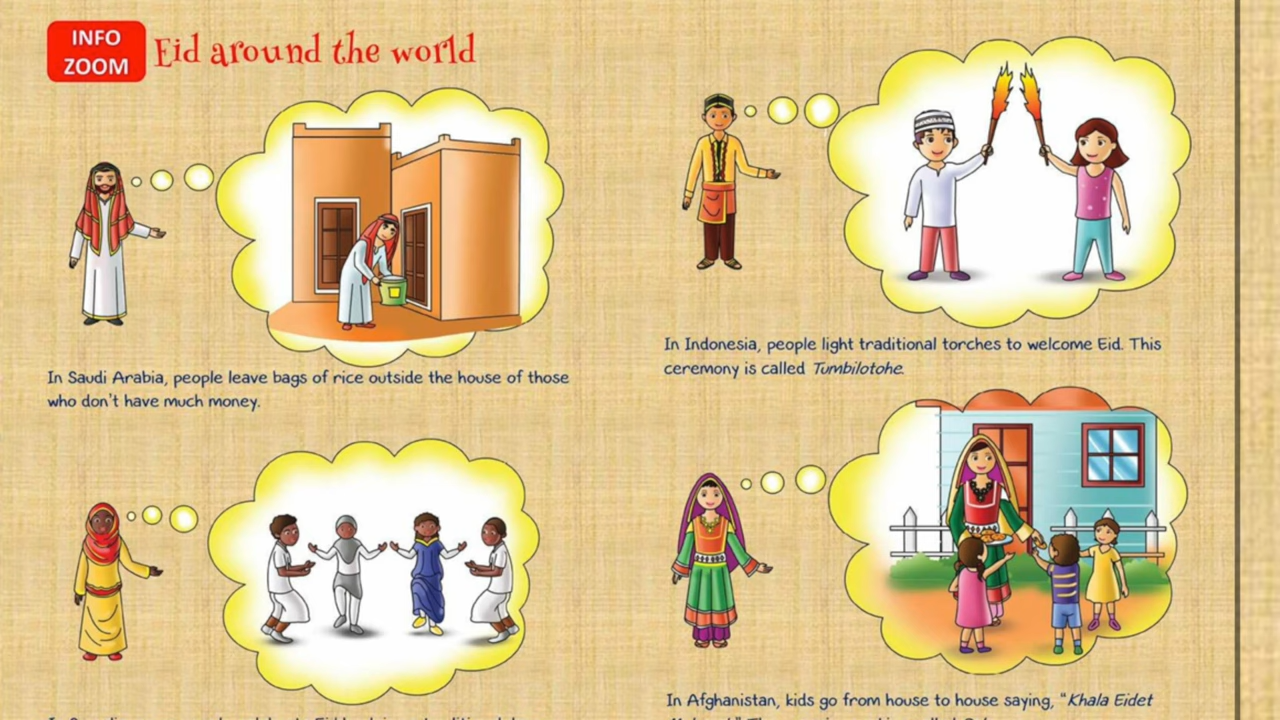 INFO
ZOOM
Eid around the world
In Saudi Arabia, people leave bags of rice outside the house of those
who don't have much money.
In Indonesia, people light traditional torches to welcome Eid. This
ceremony is called Tumbilotohe.
In Afghanistan, kids go from house to house saying, "Khala Eidet